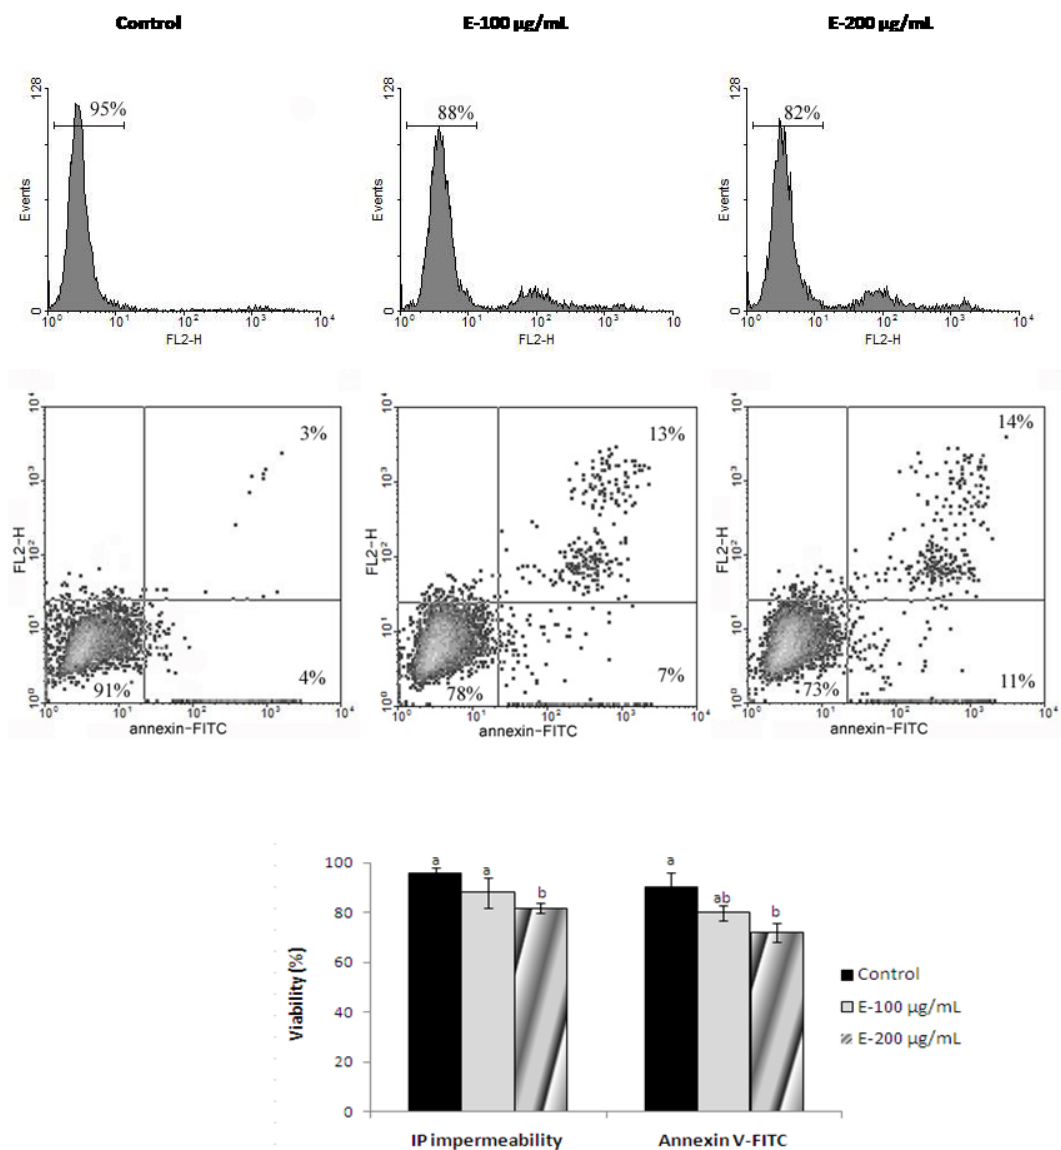 Control E-100 µg/mL E-200 µg/mL
128 128 128
95% 88% 82%
Events Events Events
0 0 0
10⁰ 10¹ 10² 10³ 10⁴ 10⁰ 10¹ 10² 10³ 10 10⁰ 10¹ 10² 10³ 10⁴
FL2-H FL2-H FL2-H
10⁴ 10⁴ 10⁴
3% 13% 14%
10³ 10³ 10³
FL2-H FL2-H FL2-H
10² 10² 10²
10¹ 10¹ 10¹
91% 4% 78% 7% 73% 11%
10⁰ 10⁰ 10⁰
10⁰ 10¹ 10² 10³ 10⁴ 10⁰ 10¹ 10² 10³ 10⁴ 10⁰ 10¹ 10² 10³ 10⁴
annexin-FITC annexin-FITC annexin-FITC
Viability (%)
100
80
60
40
20
0
a a b a ab b
IP impermeability Annexin V-FITC
Control
E-100 µg/mL
E-200 µg/mL